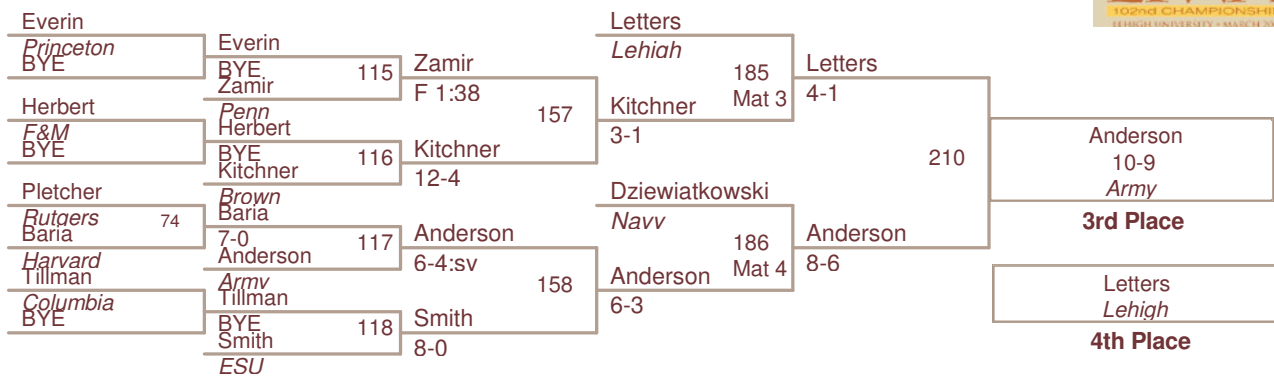 102nd CHAMPIONSHI
LEHIGH UNIVERSITY • MARCH 20
Everin
Princeton
BYE
Herbert
F&M
BYE
Pletcher
Rutgers
74
Baria
Harvard
Tillman
Columbia
BYE
Everin
BYE
115
Zamir
Penn
Herbert
BYE
116
Kitchner
Brown
Baria
7-0
117
Anderson
Army
Tillman
BYE
118
Smith
ESU
Zamir
F 1:38
157
Kitchner
12-4
Anderson
6-4:sv
158
Smith
8-0
Letters
Lehigh
185
Mat 3
Kitchner
3-1
Dziewiatkowski
Navy
186
Mat 4
Anderson
6-3
Letters
4-1
210
Anderson
8-6
Anderson
10-9
Army
3rd Place
Letters
Lehigh
4th Place